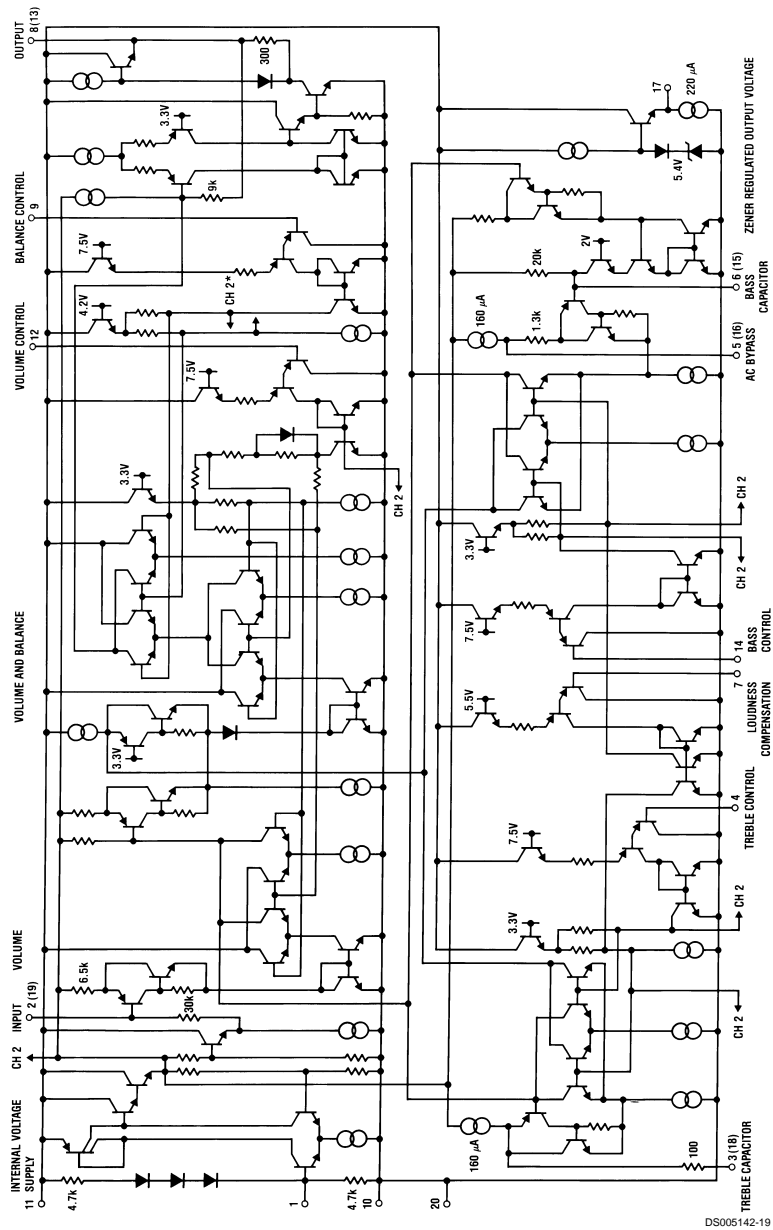 INTERNAL VOLTAGE
SUPPLY
11
4.7k
1
4.7k
10
CH 2
INPUT
2 (19)
30k
6.5k
VOLUME
3.3V
VOLUME AND BALANCE
3.3V
CH 2
7.5V
VOLUME CONTROL
12
4.2V
CH 2*
7.5V
BALANCE CONTROL
9
9k
3.3V
300
OUTPUT
8 (13)
20
160 μA
100
3 (18)
TREBLE CAPACITOR
CH 2
3.3V
CH 2
7.5V
4
TREBLE CONTROL
5.5V
LOUDNESS
COMPENSATION
7
14
BASS
CONTROL
7.5V
3.3V
CH 2
CH 2
160 μA
1.3k
5 (16)
AC BYPASS
20k
2V
6 (15)
BASS
CAPACITOR
5.4V
17
220 μA
ZENER REGULATED OUTPUT VOLTAGE
DS005142-19